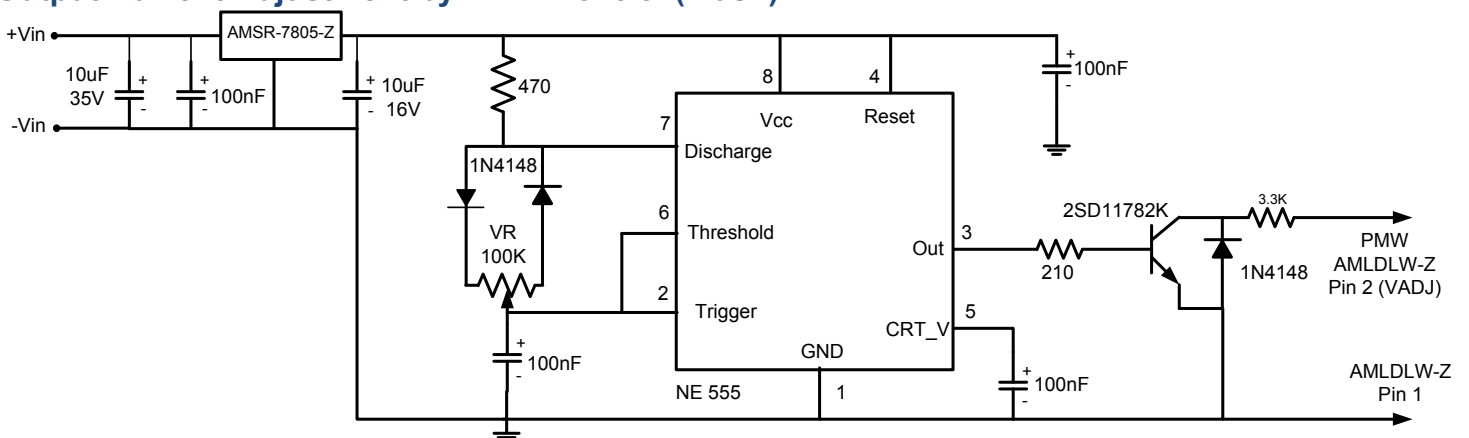 +Vin
AMSR-7805-Z
10uF
35V
+
-
+
100nF
-
+
10uF
16V
-
-Vin
470
1N4148
VR
100K
+
100nF
-
7
Discharge
6
Threshold
2
Trigger
8
Vcc
4
Reset
3
Out
5
CRT_V
GND
1
NE 555
+
100nF
-
210
2SD11782K
3.3K
1N4148
PMW
AMLDLW-Z
Pin 2 (VADJ)
+
100nF
-
AMLDLW-Z
Pin 1